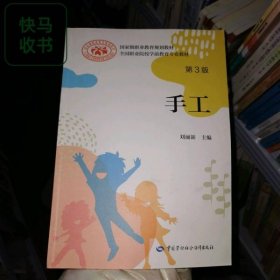 快马
收书
国家级职业教育规划教材
全国职业院校学前教育专业教材
第3版
手工
刘丽新 主编
中国劳动社会保障出版社